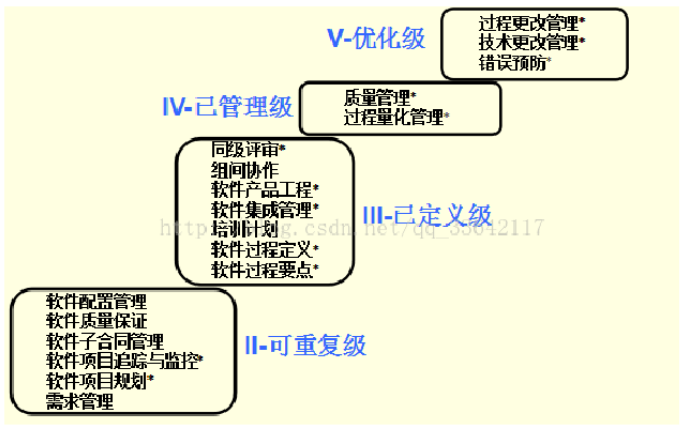 V-优化级
过程更改管理*
技术更改管理*
错误预防*
IV-已管理级
质量管理*
过程量化管理*
同级评审*
组间协作
软件产品工程*
软件集成管理*
培训计划
软件过程定义*
软件过程要点*
III-已定义级
软件配置管理
软件质量保证
软件子合同管理
软件项目追踪与监控*
软件项目规划*
需求管理
II-可重复级